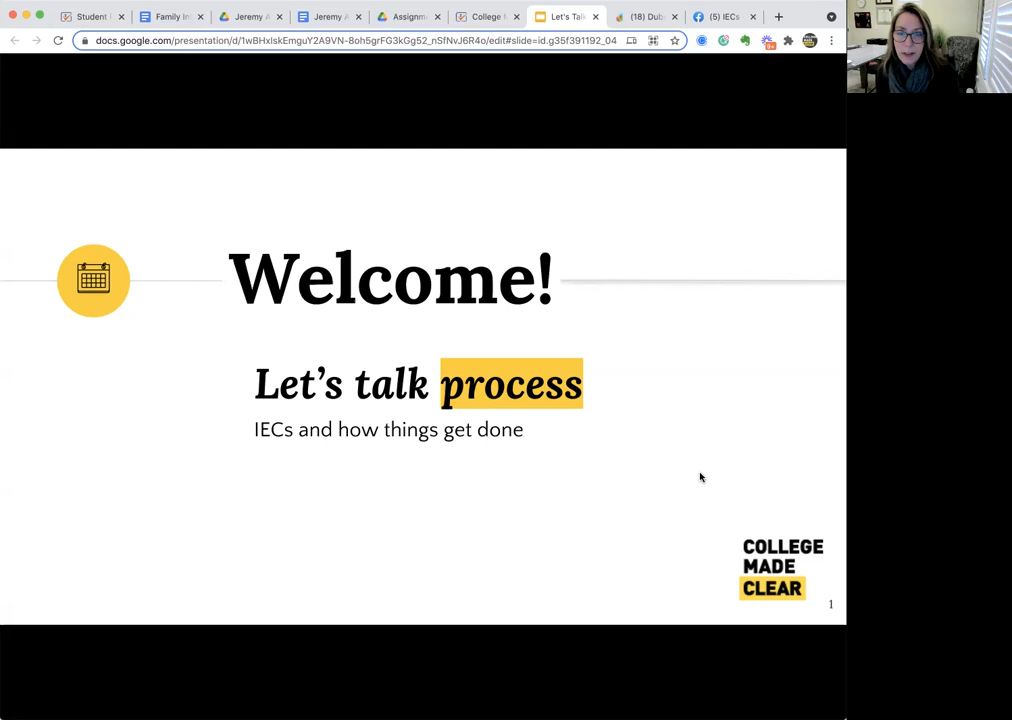 Student
Family In
Jeremy A
Jeremy A
Assignm
College M
Let's Talk
(18) Dub
(5) IECs
docs.google.com/presentation/d/1wBHxIskEmguY2A9VN-8oh5grFG3kGg52_nSfNvJ6R4o/edit#slide=id.g35f391192_04
Welcome!
Let's talk process
IECs and how things get done
COLLEGE
MADE
CLEAR
1